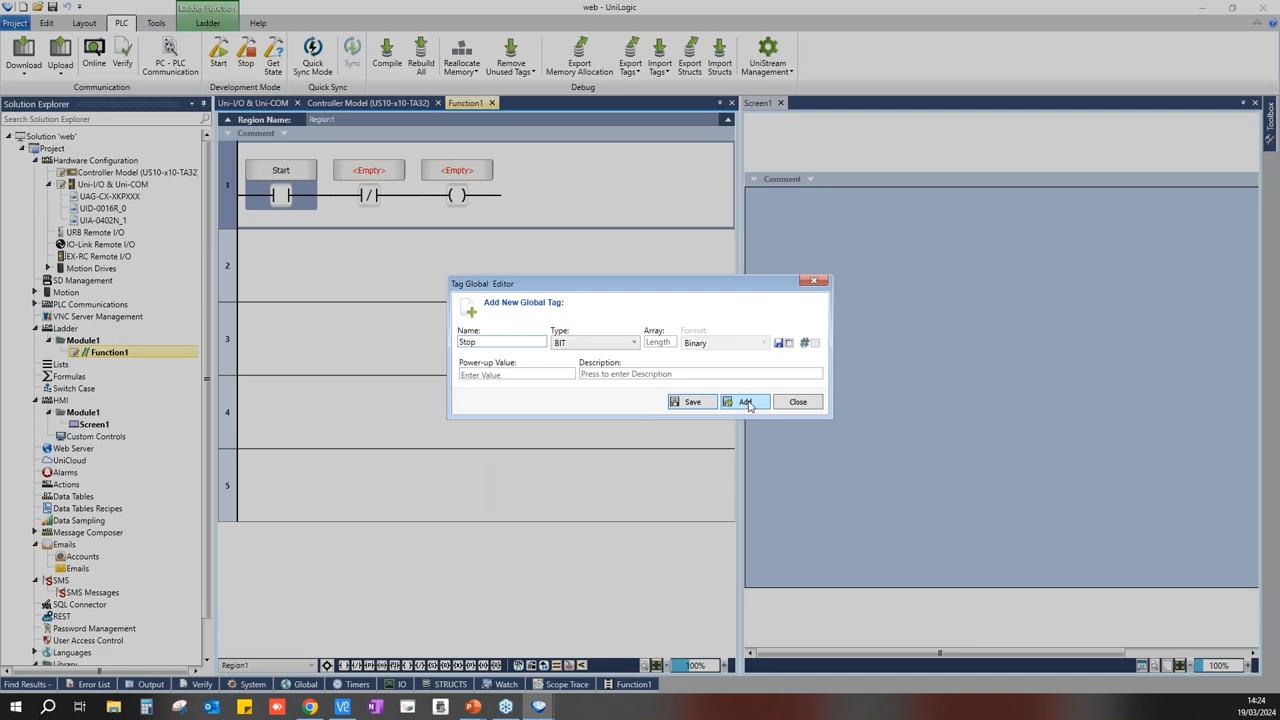 web - UniLogic
Ladder Function
Project Edit Layout PLC Tools Ladder Help
Download Upload Online Verify PC - PLC Communication Start Stop Get State Quick Sync Mode Sync Compile Rebuild All Reallocate Memory Remove Unused Tags Export Memory Allocation Export Tags Import Tags Export Structs Import Structs UniStream Management
Communication Development Mode Quick Sync Debug
Solution Explorer
Search Solution Explorer
Solution 'web'
Project
Hardware Configuration
Controller Model (US10-x10-TA32)
Uni-I/O & Uni-COM
UAG-CX-XKPXXX
UID-0016R_0
UIA-0402N_1
URB Remote I/O
IO-Link Remote I/O
EX-RC Remote I/O
Motion Drives
SD Management
Motion
PLC Communications
VNC Server Management
Ladder
Module1
// Function1
Lists
Formulas
Switch Case
HMI
Module1
Screen1
Custom Controls
Web Server
UniCloud
Alarms
Actions
Data Tables
Data Tables Recipes
Data Sampling
Message Composer
Emails
Accounts
Emails
SMS
SMS Messages
SQL Connector
REST
Password Management
User Access Control
Languages
Library
Uni-I/O & Uni-COM Controller Model (US10-x10-TA32) Function1
Region Name: Region1
Comment
1
Start <Empty> <Empty>
2
3
4
5
Region1
100%
Tag Global Editor
Add New Global Tag:
Name: Type: Array: Format:
Stop BIT Length Binary
Power-up Value: Description:
Enter Value Press to enter Description
Save Add Close
Screen1
Comment
Toolbox
100%
Find Results - Error List Output Verify System Global Timers IO STRUCTS Watch Scope Trace Function1
14:24
19/03/2024